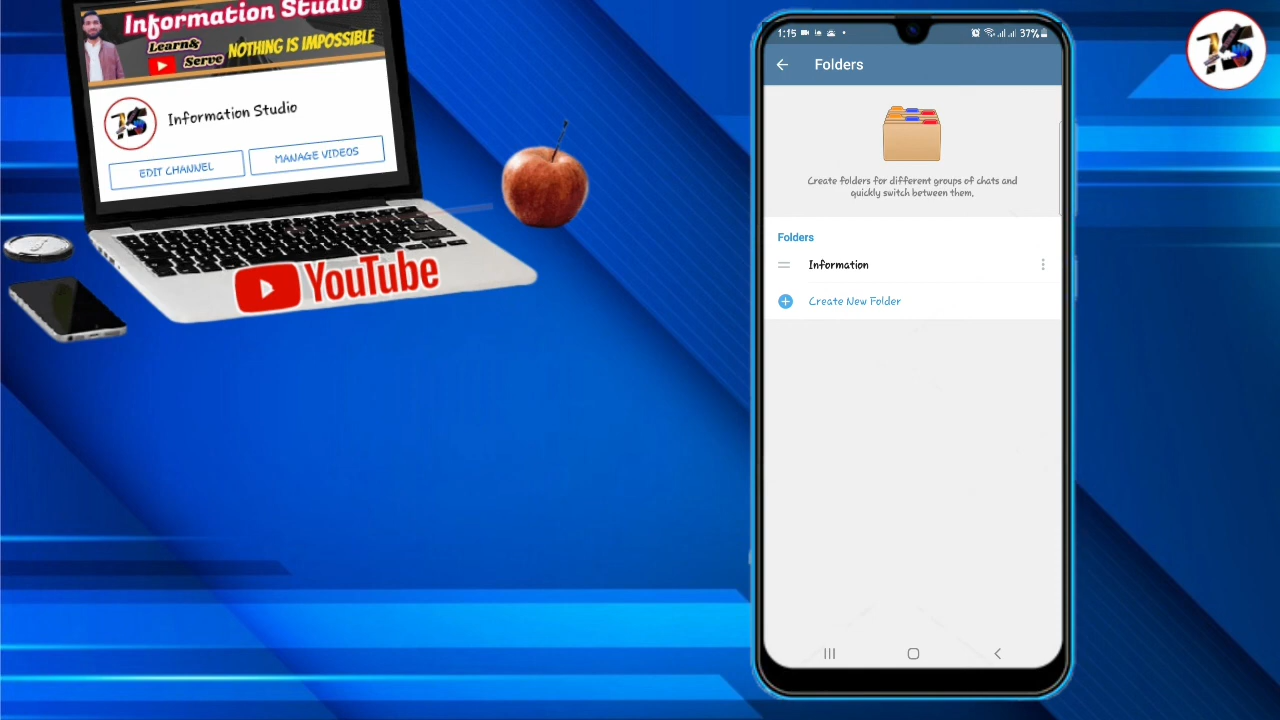 Information Studio
Learn&
Serve
NOTHING IS IMPOSSIBLE
Information Studio
EDIT CHANNEL
MANAGE VIDEOS
YouTube
1:15
37%
Folders
Create folders for different groups of chats and
quickly switch between them.
Folders
Information
Create New Folder